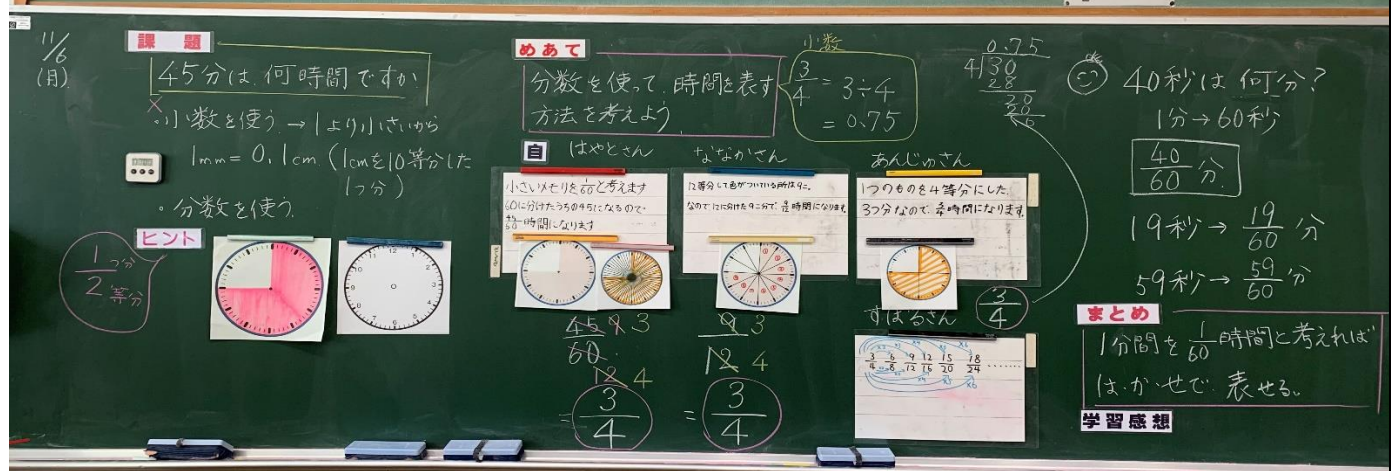 11/6
(月)
課題
45分は、何時間ですか
×
・小数を使う → 1より小さいから
1mm = 0.1cm (1cmを10等分した
1つ分)
・分数を使う
ヒント
1/2 つ分 等分
めあて
分数を使って、時間を表す
方法を考えよう
小数
3/4 = 3÷4
= 0.75
0.75
4 30
28
20
20
0
自
はやとさん
小さいメモリを1/60と考えます
60に分けたうちの45になるので
45/60時間になります
45 9 3
60 12 4
= 3/4
ななかさん
12等分して色がついている所は9こ。
なので12に分けた9こ分で、9/12時間になります。
9 3
12 4
= 3/4
あんじゅさん
1つのものを4等分にした
3つ分なので、3/4時間になります。
3/4
すばるさん
3/4 6/8 9/12 12/16 15/20 18/24 ……
40秒は何分?
1分→60秒
40/60 分
19秒→ 19/60 分
59秒→ 59/60 分
まとめ
1分間を1/60時間と考えれば
は・か・せで、表せる。
学習感想